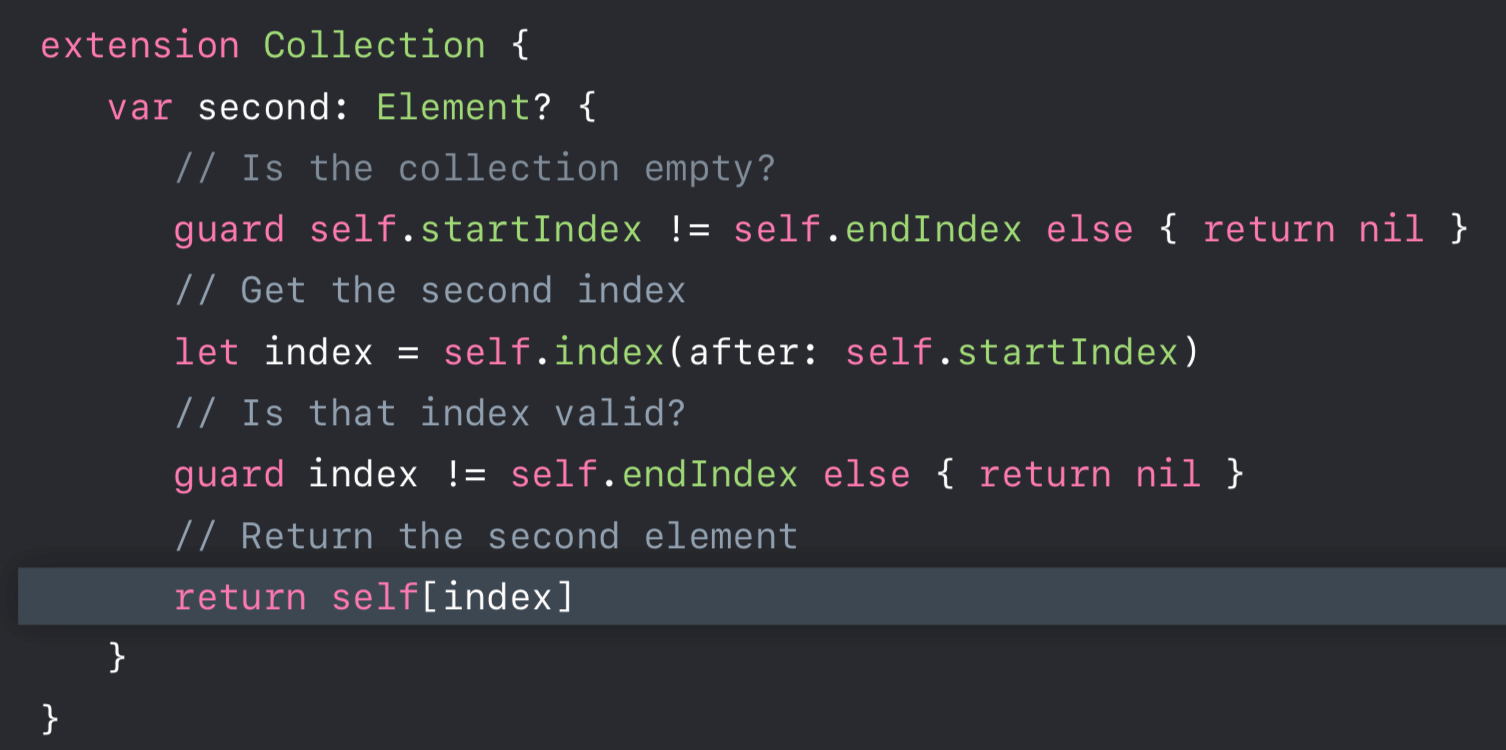 extension Collection {
var second: Element? {
// Is the collection empty?
guard self.startIndex != self.endIndex else { return nil }
// Get the second index
let index = self.index(after: self.startIndex)
// Is that index valid?
guard index != self.endIndex else { return nil }
// Return the second element
return self[index]
}
}